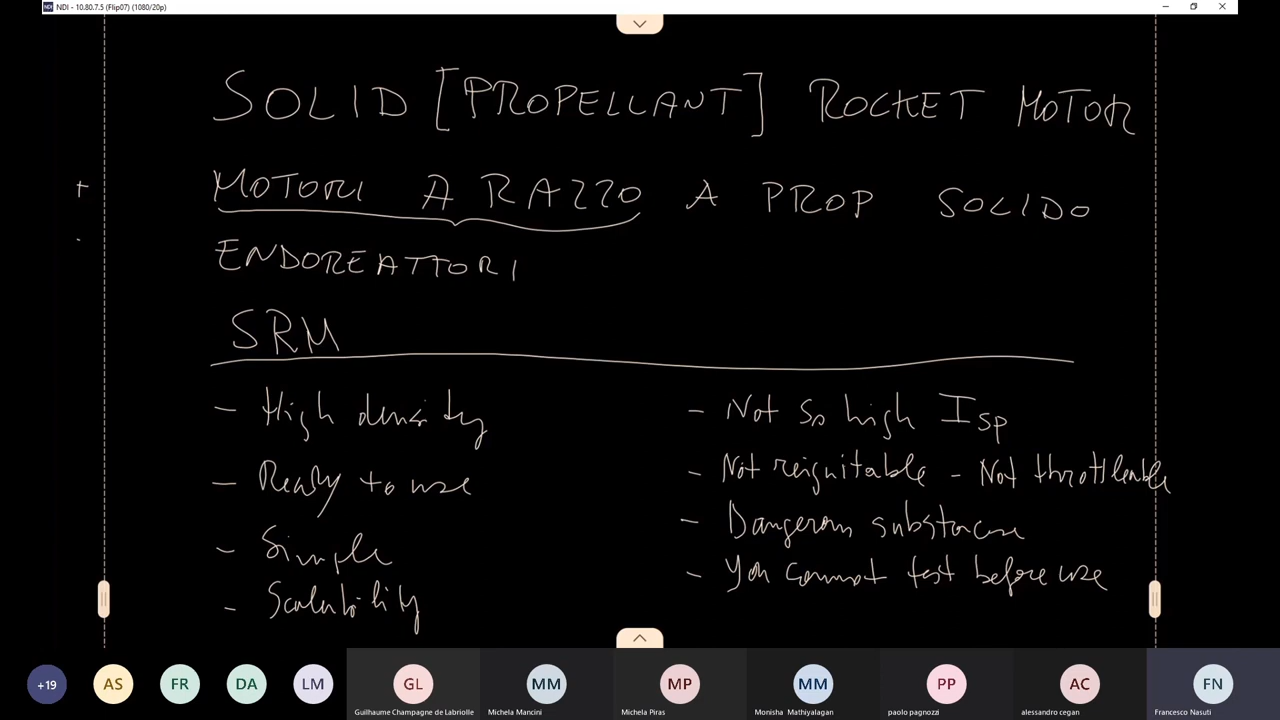 NDI - 10.80.7.5 (Flip07) (1080/20p)
SOLID [PROPELLANT] ROCKET MOTOR
MOTORI A RAZZO A PROP SOLIDO
ENDOREATTORI
SRM
- High density
- Ready to use
- Simple
- Scalability
- Not so high Isp
- Not reignitable - Not throttleable
- Dangerous substances
- You cannot test before use
+19
AS
FR
DA
LM
GL
Guilhaume Champagne de Labriolle
MM
Michela Mancini
MP
Michela Piras
MM
Monisha Mathiyalagan
PP
paolo pagnozzi
AC
alessandro cegan
FN
Francesco Nasuti